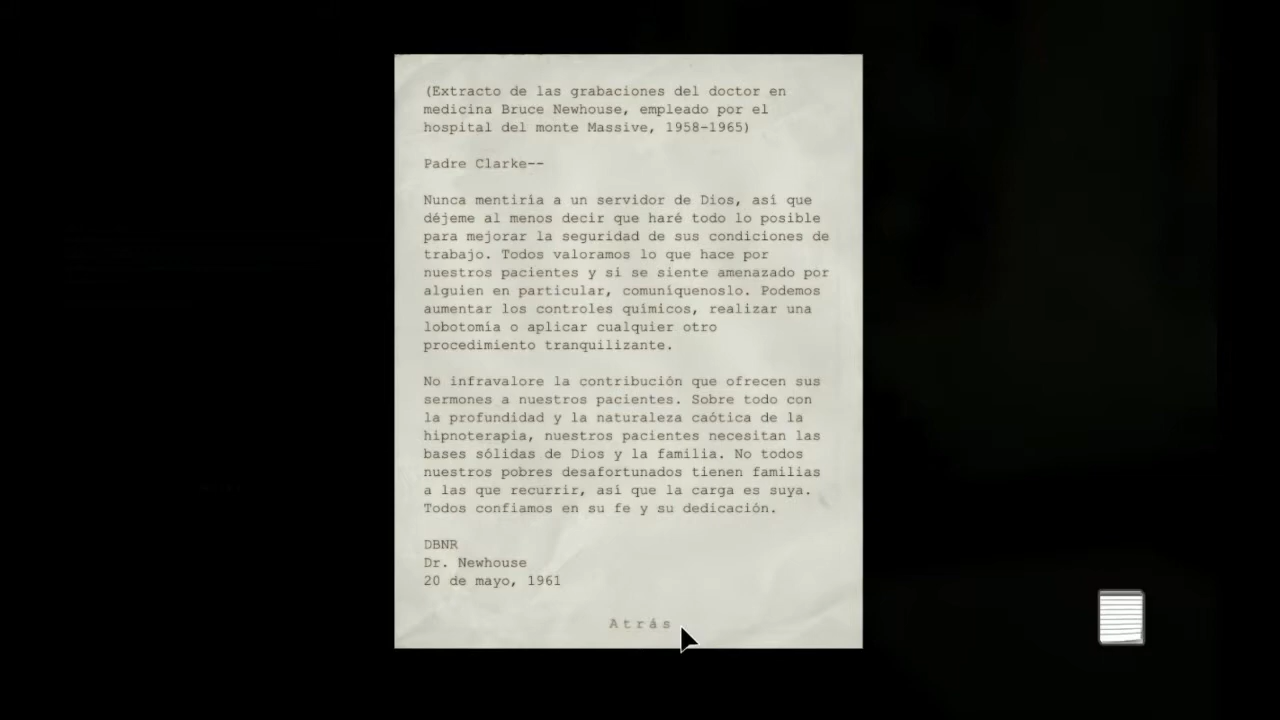 (Extracto de las grabaciones del doctor en
medicina Bruce Newhouse, empleado por el
hospital del monte Massive, 1958-1965)
Padre Clarke--
Nunca mentiría a un servidor de Dios, así que
déjeme al menos decir que haré todo lo posible
para mejorar la seguridad de sus condiciones de
trabajo. Todos valoramos lo que hace por
nuestros pacientes y si se siente amenazado por
alguien en particular, comuníquenoslo. Podemos
aumentar los controles químicos, realizar una
lobotomía o aplicar cualquier otro
procedimiento tranquilizante.
No infravalore la contribución que ofrecen sus
sermones a nuestros pacientes. Sobre todo con
la profundidad y la naturaleza caótica de la
hipnoterapia, nuestros pacientes necesitan las
bases sólidas de Dios y la familia. No todos
nuestros pobres desafortunados tienen familias
a las que recurrir, así que la carga es suya.
Todos confiamos en su fe y su dedicación.
DBNR
Dr. Newhouse
20 de mayo, 1961
Atrás